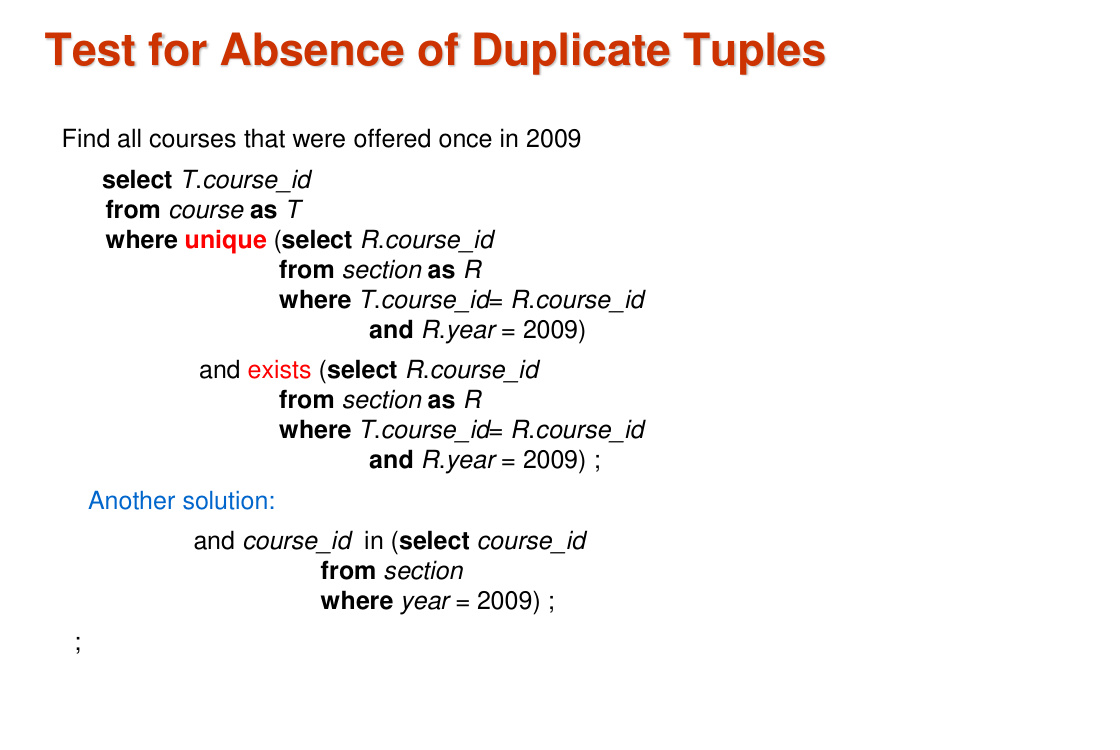 Test for Absence of Duplicate Tuples
Find all courses that were offered once in 2009
select T.course_id
from course as T
where unique (select R.course_id
from section as R
where T.course_id= R.course_id
and R.year = 2009)
and exists (select R.course_id
from section as R
where T.course_id= R.course_id
and R.year = 2009) ;
Another solution:
and course_id in (select course_id
from section
where year = 2009) ;
;